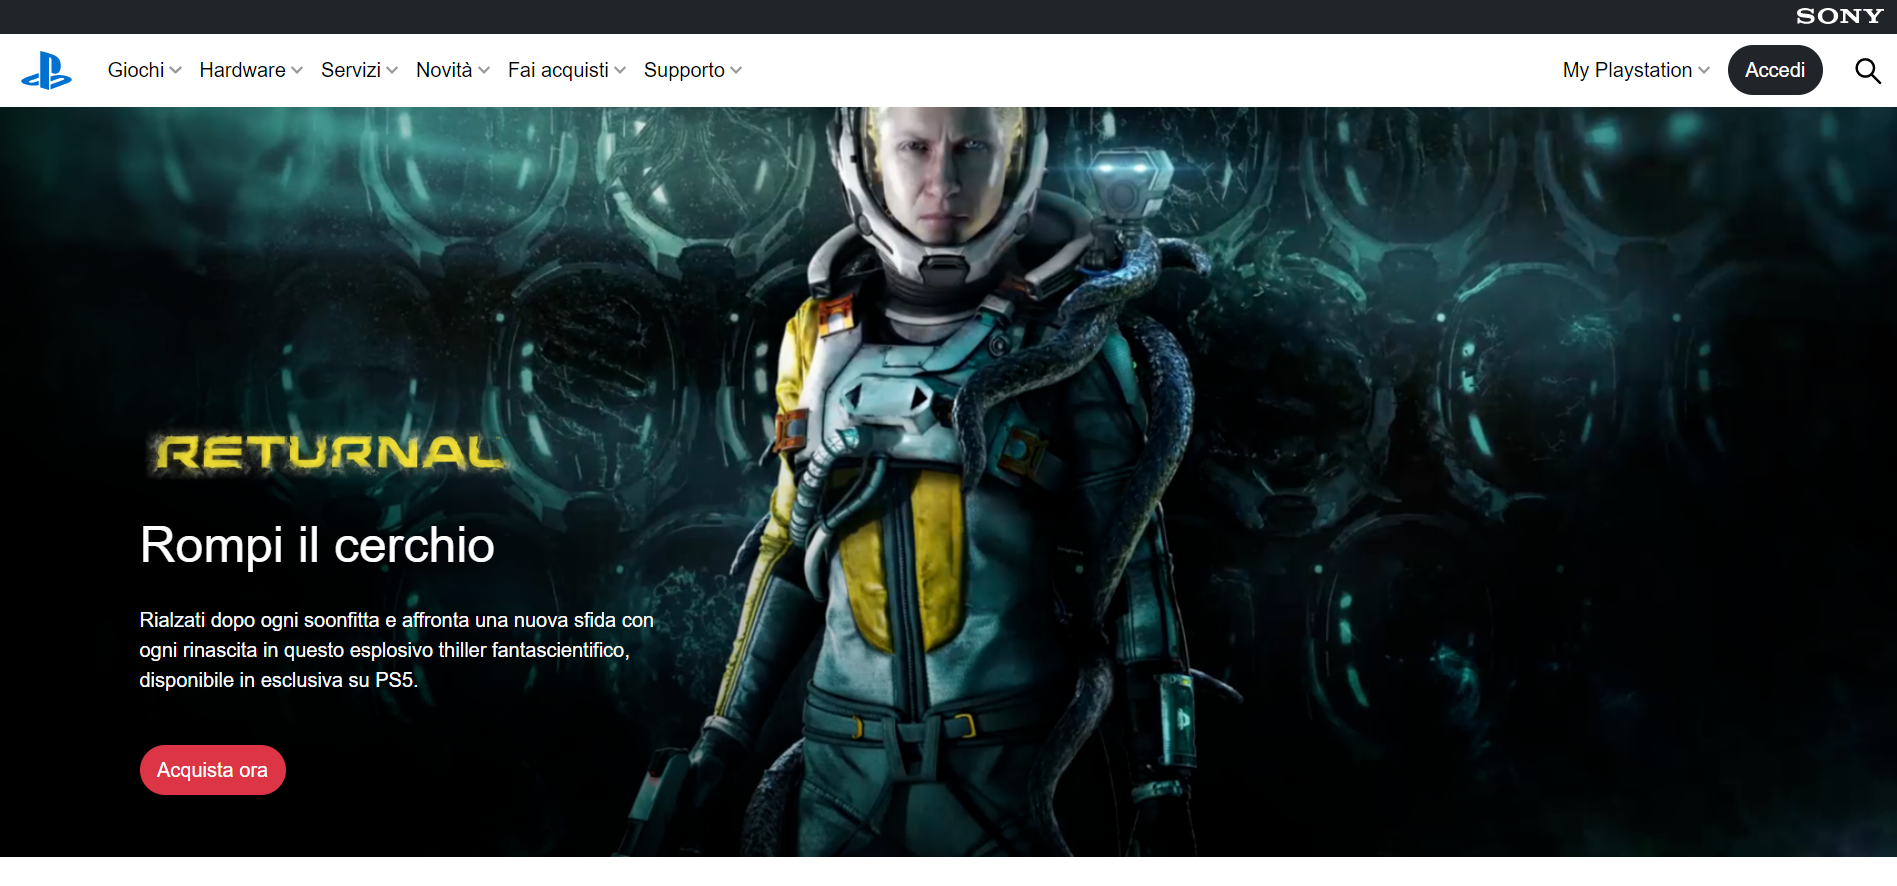 SONY
Giochi Hardware Servizi Novità Fai acquisti Supporto My Playstation Accedi
RETURNAL
Rompi il cerchio
Rialzati dopo ogni soonfitta e affronta una nuova sfida con
ogni rinascita in questo esplosivo thiller fantascientifico,
disponibile in esclusiva su PS5.
Acquista ora